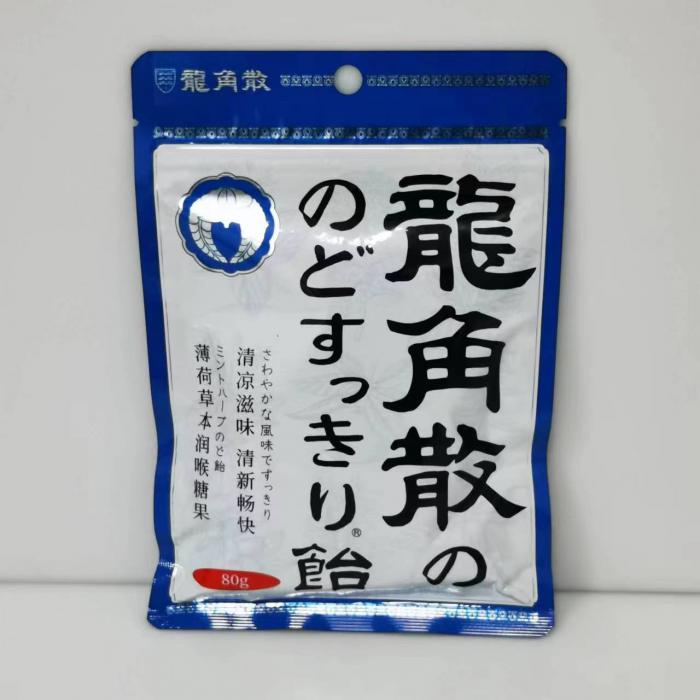 龍角散
龍角散の
のどすっきり®飴
さわやかな風味ですっきり
清凉滋味 清新畅快
ミントハーブのど飴
薄荷草本润喉糖果
80g